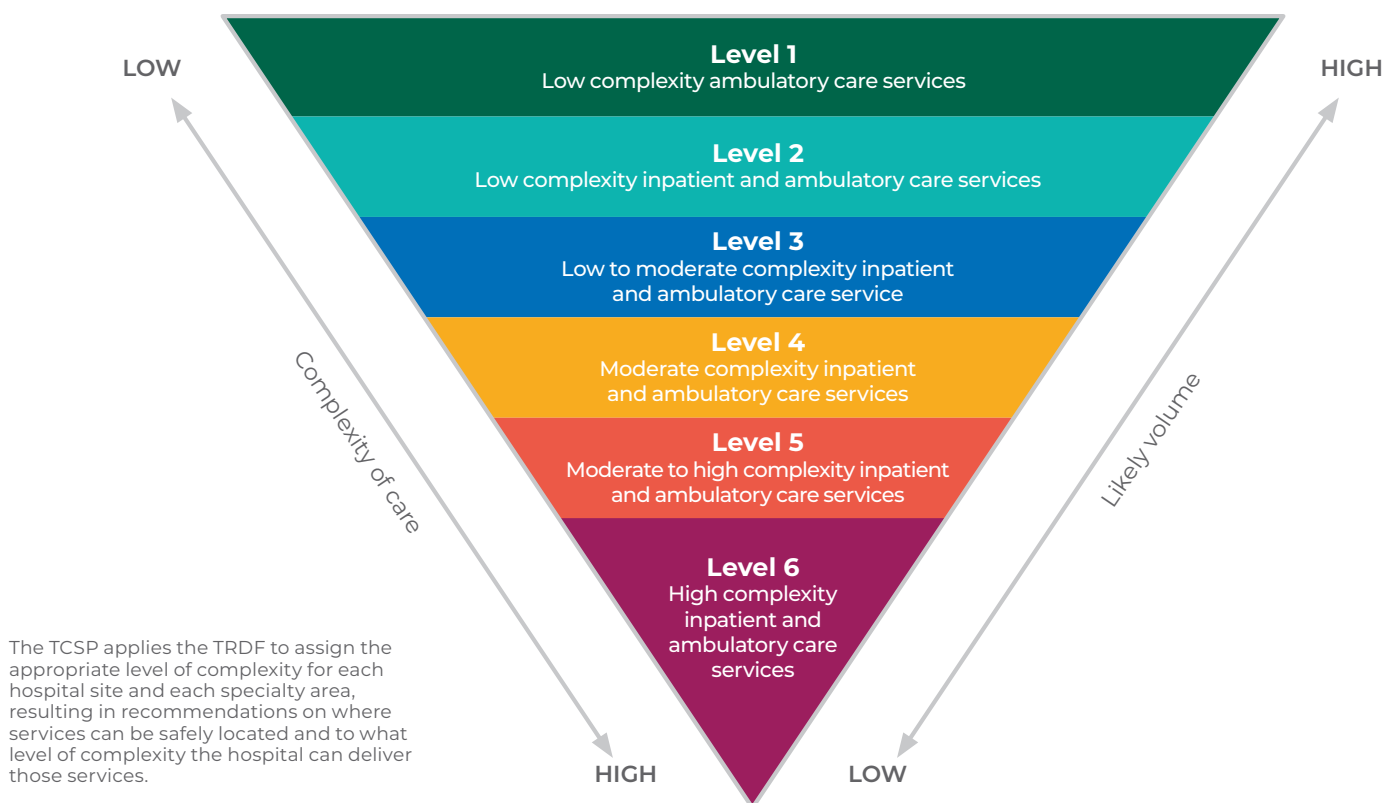 LOW
HIGH
Level 1
Low complexity ambulatory care services
Level 2
Low complexity inpatient and ambulatory care services
Level 3
Low to moderate complexity inpatient
and ambulatory care service
Level 4
Moderate complexity inpatient
and ambulatory care services
Level 5
Moderate to high complexity inpatient
and ambulatory care services
Level 6
High complexity
inpatient and
ambulatory care
services
Complexity of care
Likely volume
The TCSP applies the TRDF to assign the
appropriate level of complexity for each
hospital site and each specialty area,
resulting in recommendations on where
services can be safely located and to what
level of complexity the hospital can deliver
those services.
HIGH
LOW